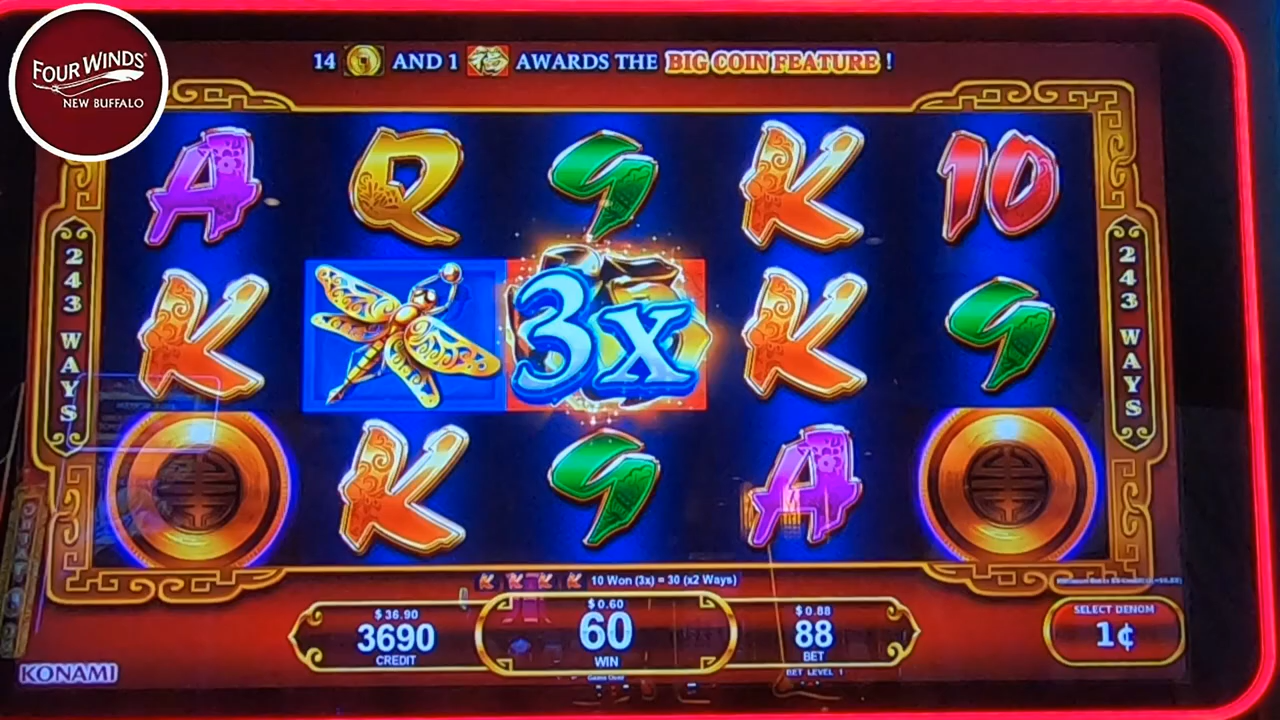 FOUR WINDS®
NEW BUFFALO
14 AND 1 AWARDS THE BIG COIN FEATURE !
A Q 9 K 10
243 WAYS
243 WAYS
K 3x K 9
K 9 A
K K K K 10 Won (3x) = 30 (x2 Ways)
$36.90
3690
CREDIT
$0.60
60
WIN
$0.88
88
BET
BET LEVEL 1
Game Over
SELECT DENOM
1¢
KONAMI